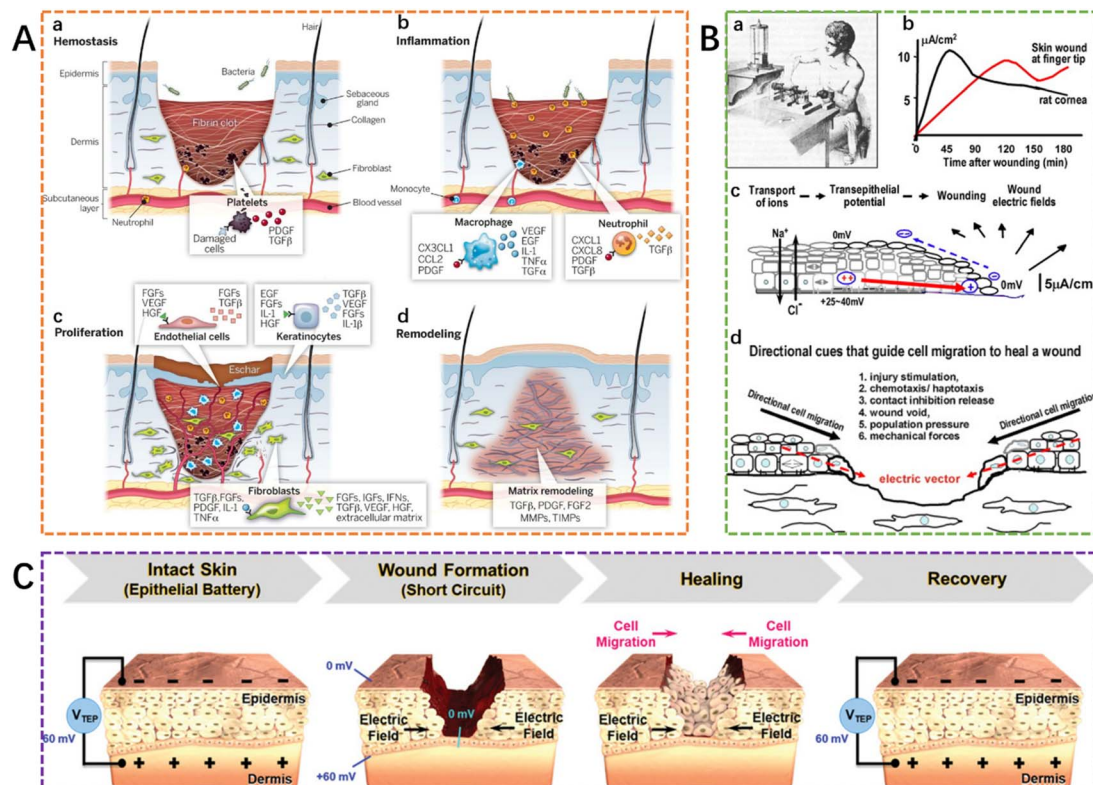 A
a
Hemostasis
Hair
Bacteria
Epidermis
Sebaceous
gland
Fibrin clot
Collagen
Dermis
Fibroblast
Subcutaneous
layer
Neutrophil
Blood vessel
Platelets
Damaged
cells
PDGF
TGFβ
b
Inflammation
Monocyte
Macrophage
CX3CL1
CCL2
PDGF
VEGF
EGF
IL-1
TNFα
TGFα
Neutrophil
CXCL1
CXCL8
PDGF
TGFβ
TGFβ
c
Proliferation
FGFs
VEGF
HGF
FGFs
TGFβ
Endothelial cells
EGF
FGFs
IL-1
HGF
TGFβ
VEGF
FGFs
IL-1β
Keratinocytes
Eschar
Fibroblasts
TGFβ,FGFs,
PDGF, IL-1
TNFα
FGFs, IGFs, IFNs,
TGFβ, VEGF, HGF,
extracellular matrix
d
Remodeling
Matrix remodeling
TGFβ, PDGF, FGF2
MMPs, TIMPs
B
a
b
μA/cm²
10
5
Skin wound
at finger tip
rat cornea
45 90 120 150 180
Time after wounding (min)
c
Transport
of ions
Transepithelial
potential
Wounding
Wound
electric fields
Na⁺
0mV
Cl⁻
+25~40mV
++
+
0mV
5μA/cm
d
Directional cues that guide cell migration to heal a wound
1. injury stimulation,
2. chemotaxis/ haptotaxis
3. contact inhibition release
4. wound void,
5. population pressure
6. mechanical forces
Directional cell migration
Directional cell migration
electric vector
C
Intact Skin
(Epithelial Battery)
Wound Formation
(Short Circuit)
Healing
Recovery
V TEP
60 mV
- - - - -
Epidermis
+ + + + +
Dermis
0 mV
0 mV
Electric
Field
Electric
Field
+60 mV
Cell
Migration
Cell
Migration
Electric
Field
Electric
Field
V TEP
60 mV
- - - - -
Epidermis
+ + + + +
Dermis